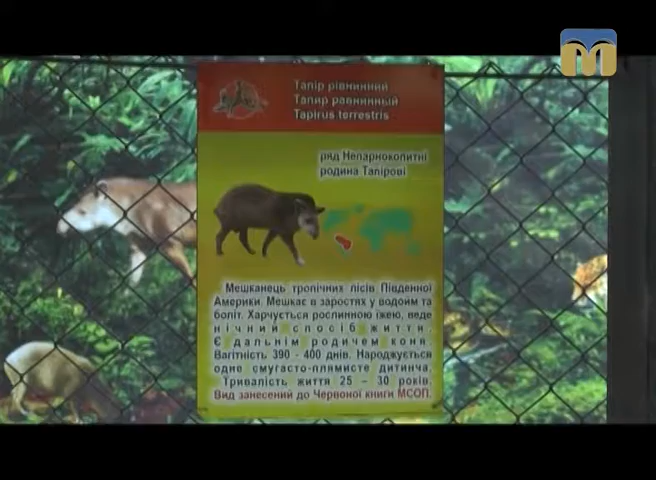 M
Тапір рівнинний
Тапир равнинный
Tapirus terrestris
ряд Непарнокопитні
родина Тапірові
Мешканець тропічних лісів Південної
Америки. Мешкає в заростях у водойм та
боліт. Харчується рослинною їжею, веде
нічний спосіб життя.
Є дальнім родичем коня.
Вагітність 390 - 400 днів. Народжується
одне смугасто-плямисте дитинча.
Тривалість життя 25 – 30 років.
Вид занесений до Червоної книги МСОП.